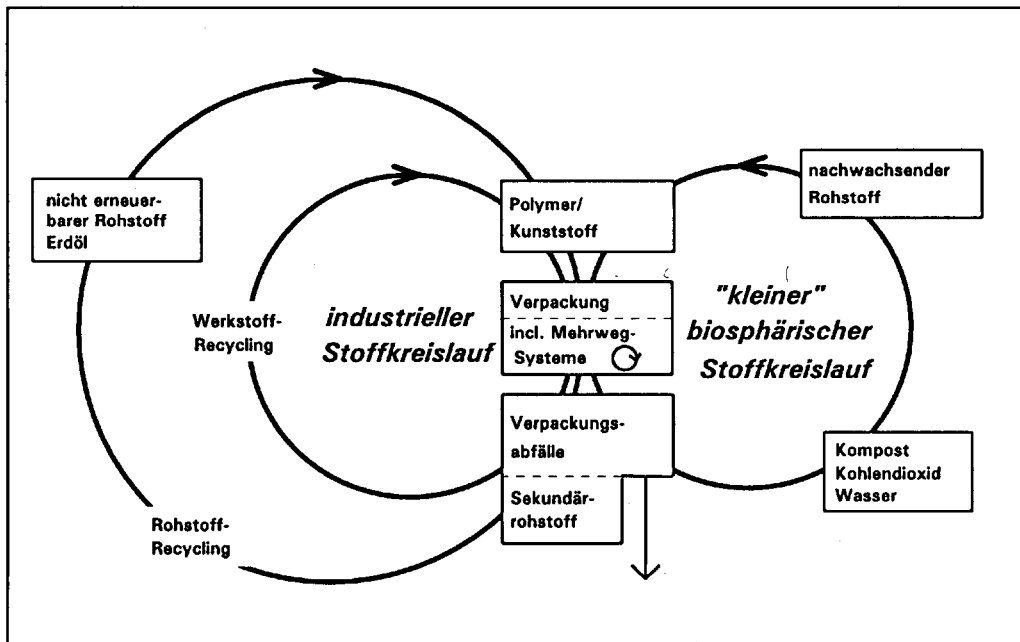 nicht erneuer-
barer Rohstoff
Erdöl
Werkstoff-
Recycling
Rohstoff-
Recycling
industrieller
Stoffkreislauf
Polymer/
Kunststoff
Verpackung
incl. Mehrweg-
Systeme
Verpackungs-
abfälle
Sekundär-
rohstoff
nachwachsender
Rohstoff
"kleiner"
biosphärischer
Stoffkreislauf
Kompost
Kohlendioxid
Wasser